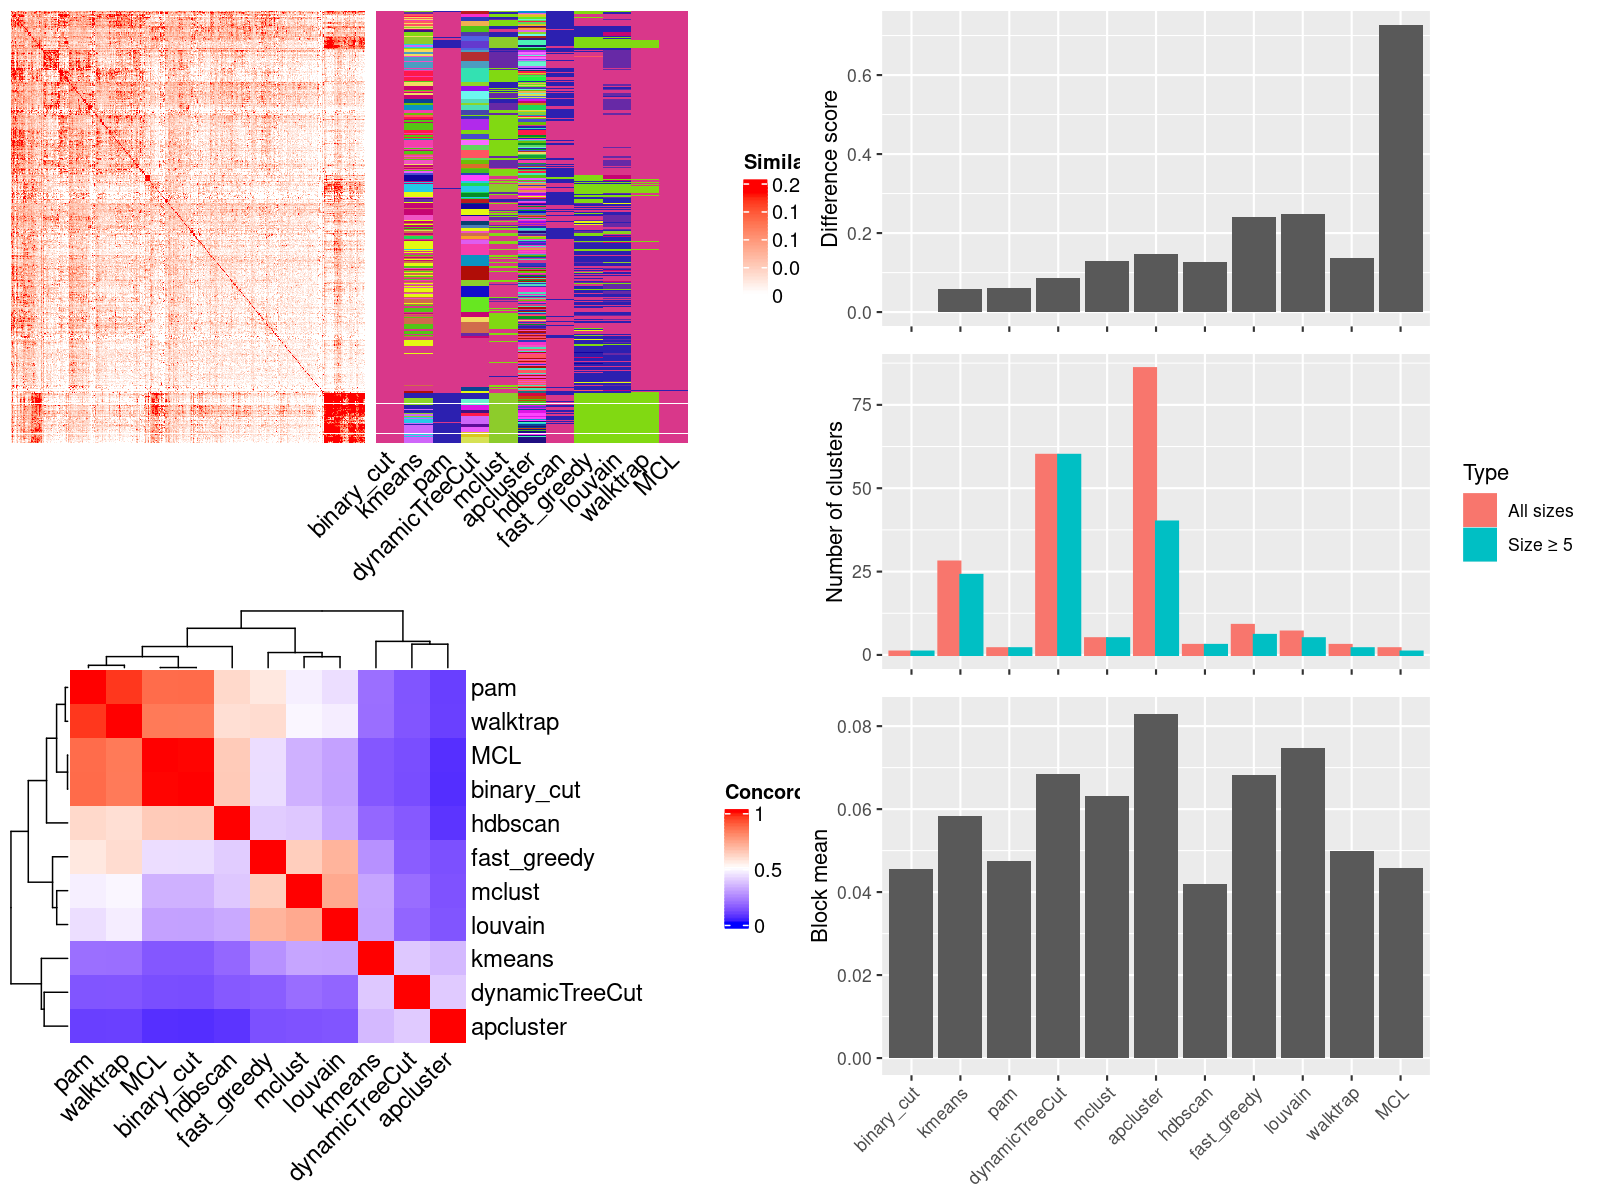 Simila
0.2
0.1
0.1
0.0
0
binary_cut
kmeans
pam
dynamicTreeCut
mclust
apcluster
hdbscan
fast_greedy
louvain
walktrap
MCL
pam
walktrap
MCL
binary_cut
hdbscan
fast_greedy
mclust
louvain
kmeans
dynamicTreeCut
apcluster
Concord
1
0.5
0
pam
walktrap
MCL
binary_cut
hdbscan
fast_greedy
mclust
louvain
kmeans
dynamicTreeCut
apcluster
Difference score
0.6
0.4
0.2
0.0
Number of clusters
75
50
25
0
Type
All sizes
Size ≥ 5
Block mean
0.08
0.06
0.04
0.02
0.00
binary_cut
kmeans
pam
dynamicTreeCut
mclust
apcluster
hdbscan
fast_greedy
louvain
walktrap
MCL